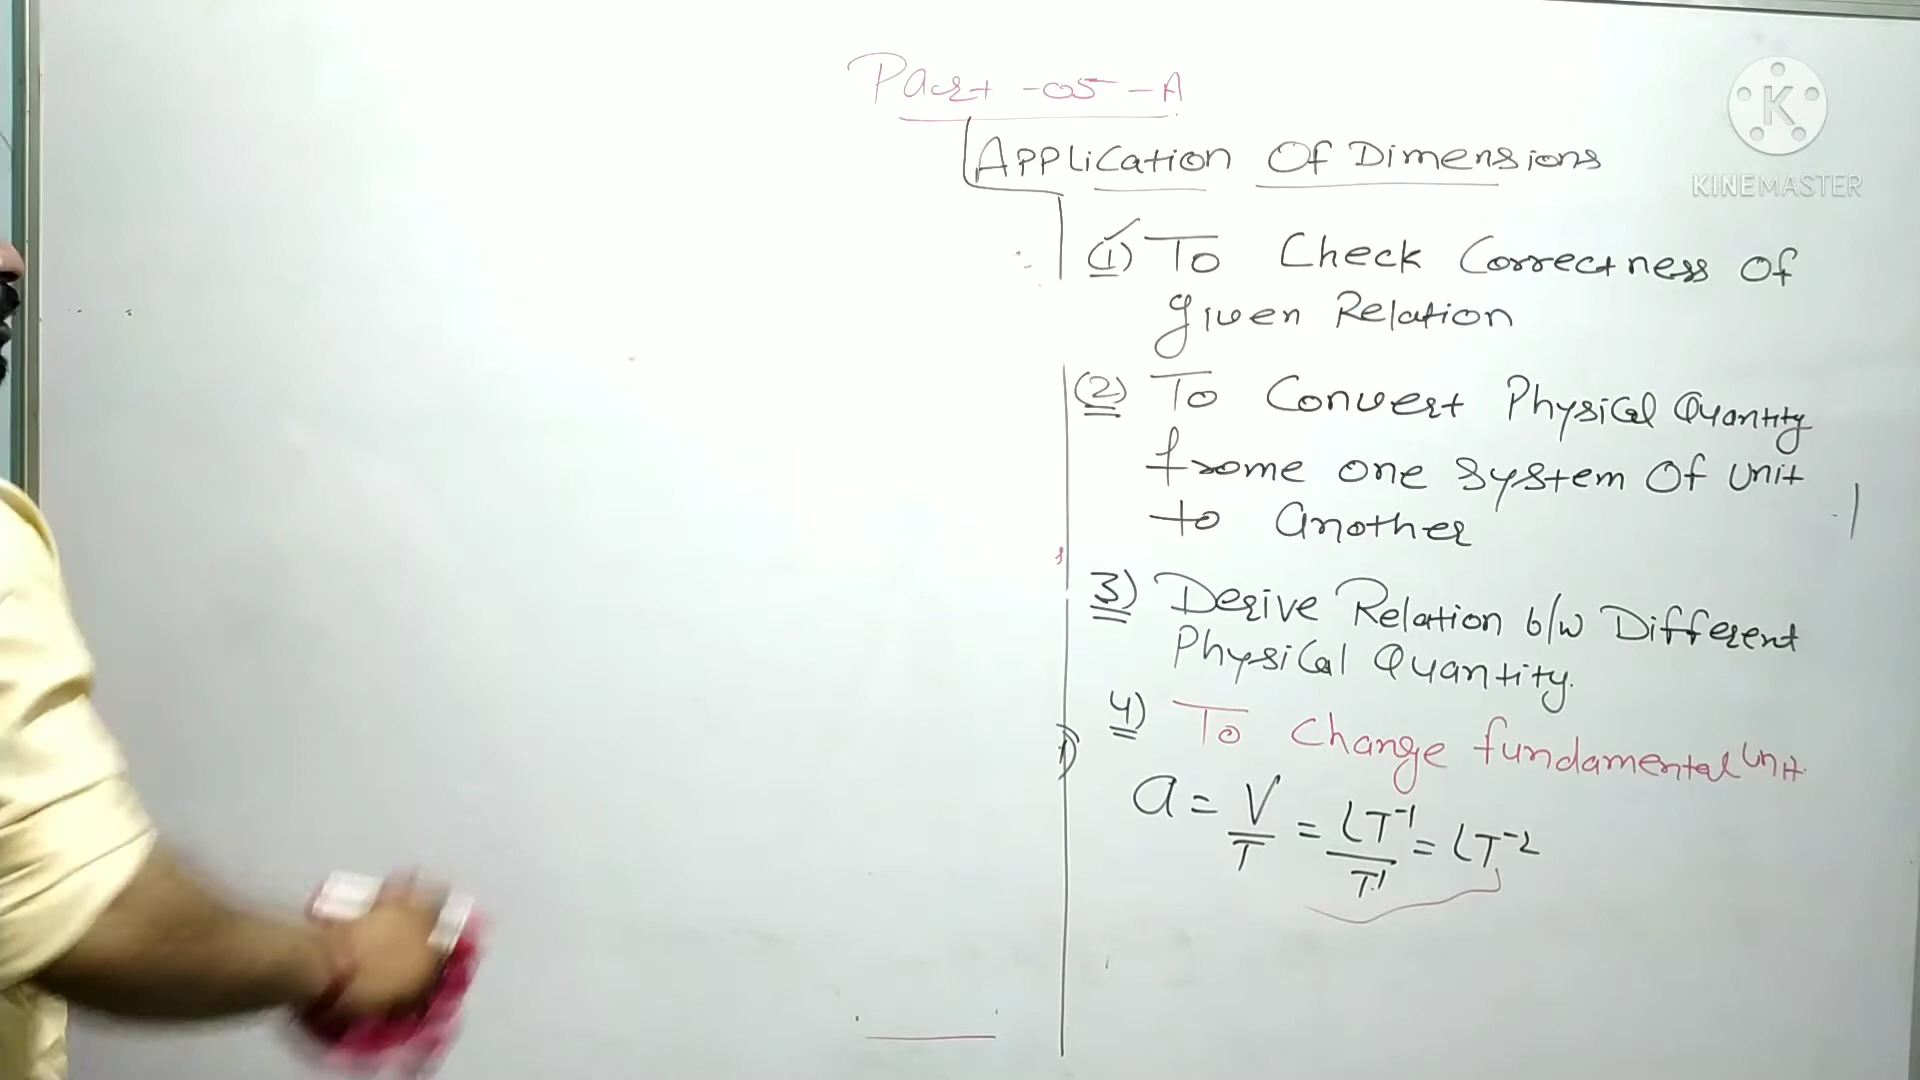 Part -05-A
Application Of Dimensions
K
KINEMASTER
(1) To Check Correctness Of
given Relation
(2) To Convert Physical Quantity
frome one System Of Unit
to another
3) Derive Relation b/w Different
Physical Quantity.
4) To Change fundamental Unit
a = V/T = LT⁻¹/T¹ = LT⁻²